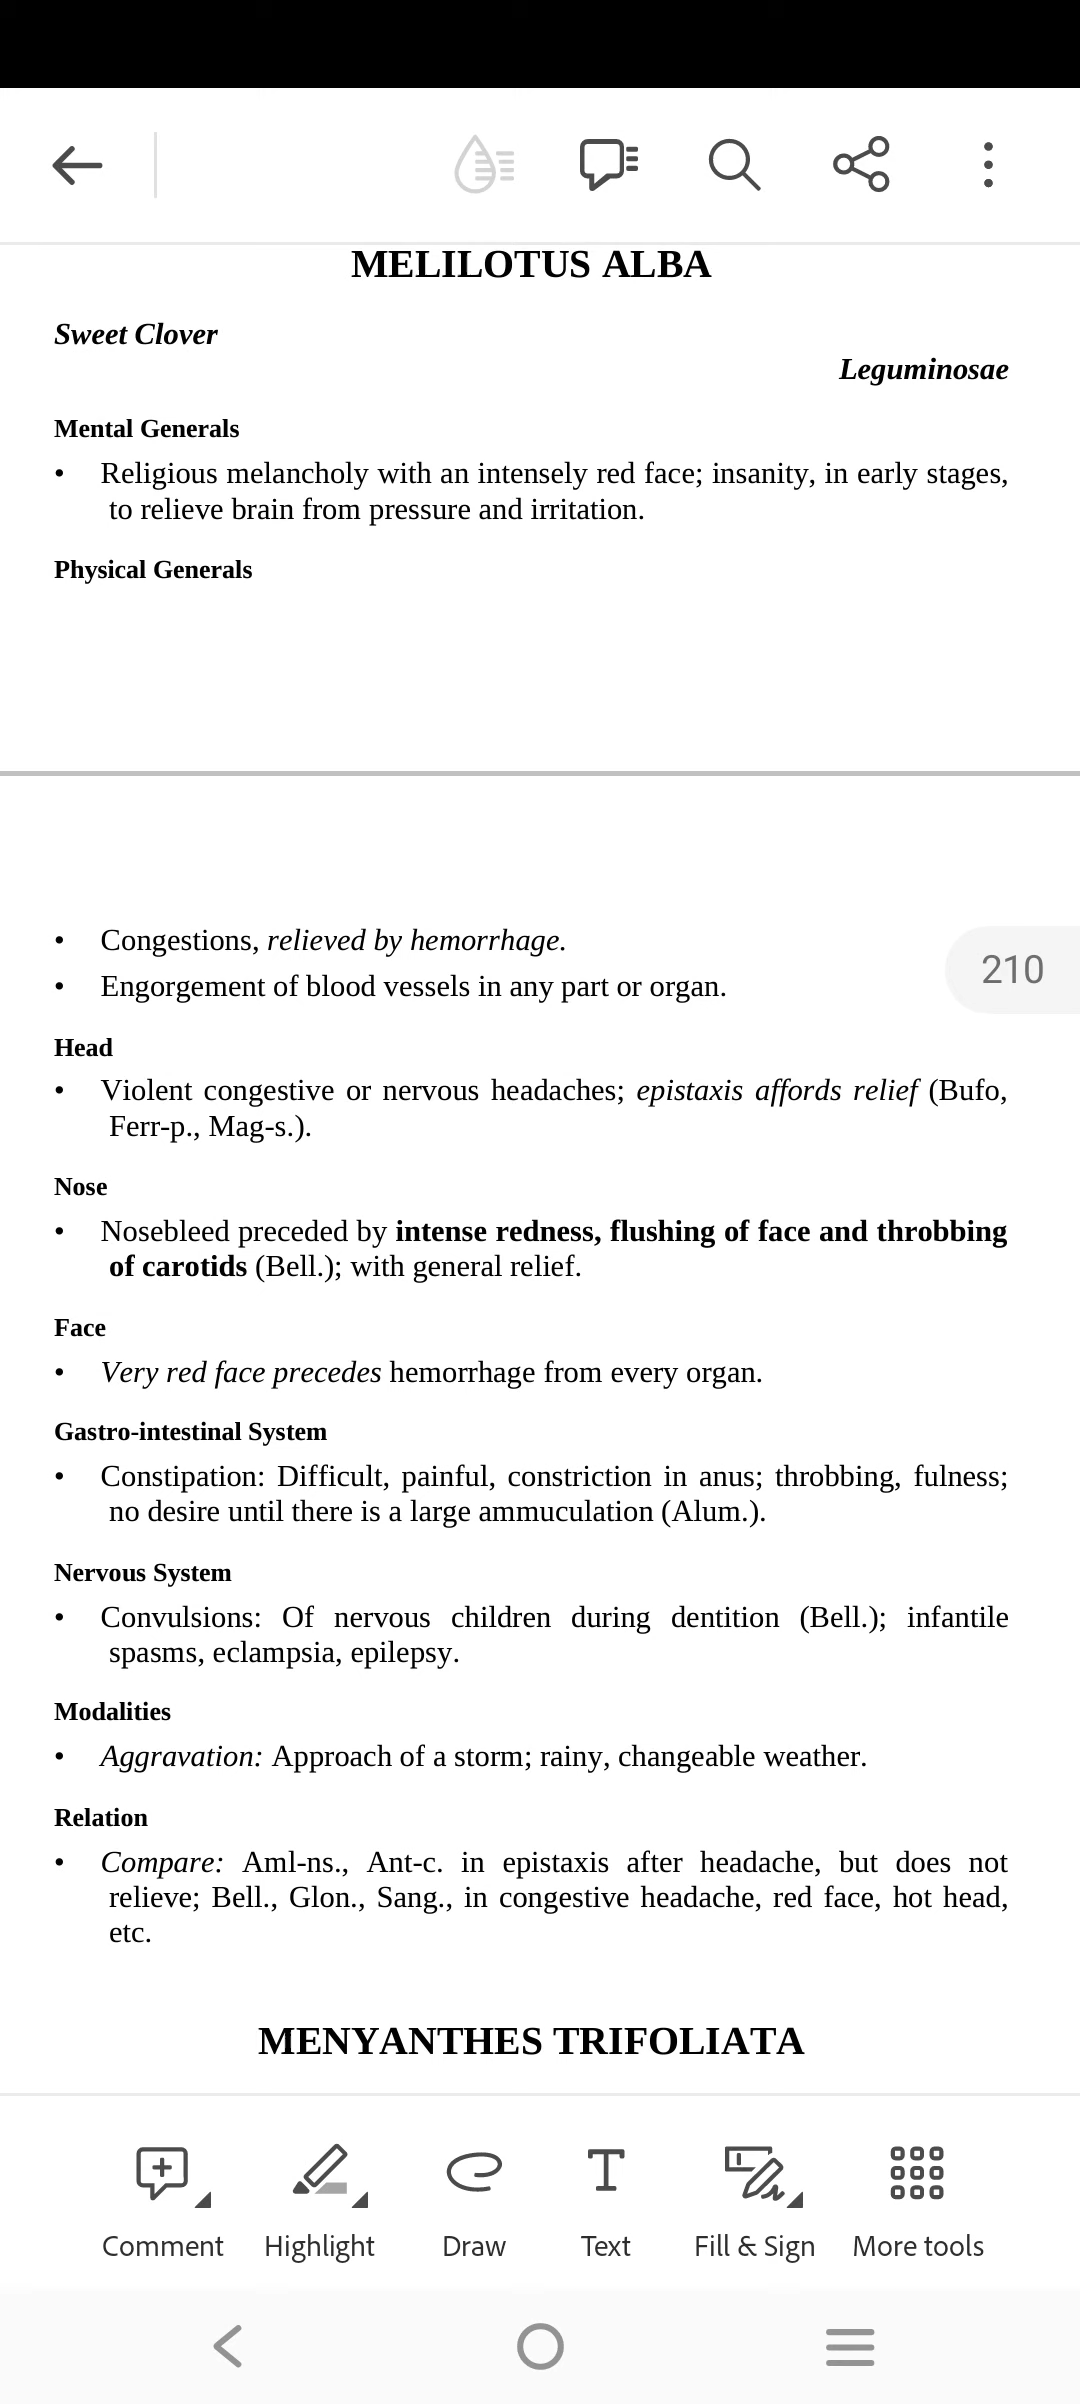 MELILOTUS ALBA
Sweet Clover
Leguminosae
Mental Generals
• Religious melancholy with an intensely red face; insanity, in early stages,
to relieve brain from pressure and irritation.
Physical Generals
• Congestions, relieved by hemorrhage.
210
• Engorgement of blood vessels in any part or organ.
Head
• Violent congestive or nervous headaches; epistaxis affords relief (Bufo,
Ferr-p., Mag-s.).
Nose
• Nosebleed preceded by intense redness, flushing of face and throbbing
of carotids (Bell.); with general relief.
Face
• Very red face precedes hemorrhage from every organ.
Gastro-intestinal System
• Constipation: Difficult, painful, constriction in anus; throbbing, fulness;
no desire until there is a large ammuculation (Alum.).
Nervous System
• Convulsions: Of nervous children during dentition (Bell.); infantile
spasms, eclampsia, epilepsy.
Modalities
• Aggravation: Approach of a storm; rainy, changeable weather.
Relation
• Compare: Aml-ns., Ant-c. in epistaxis after headache, but does not
relieve; Bell., Glon., Sang., in congestive headache, red face, hot head,
etc.
MENYANTHES TRIFOLIATA
Comment Highlight Draw Text Fill & Sign More tools